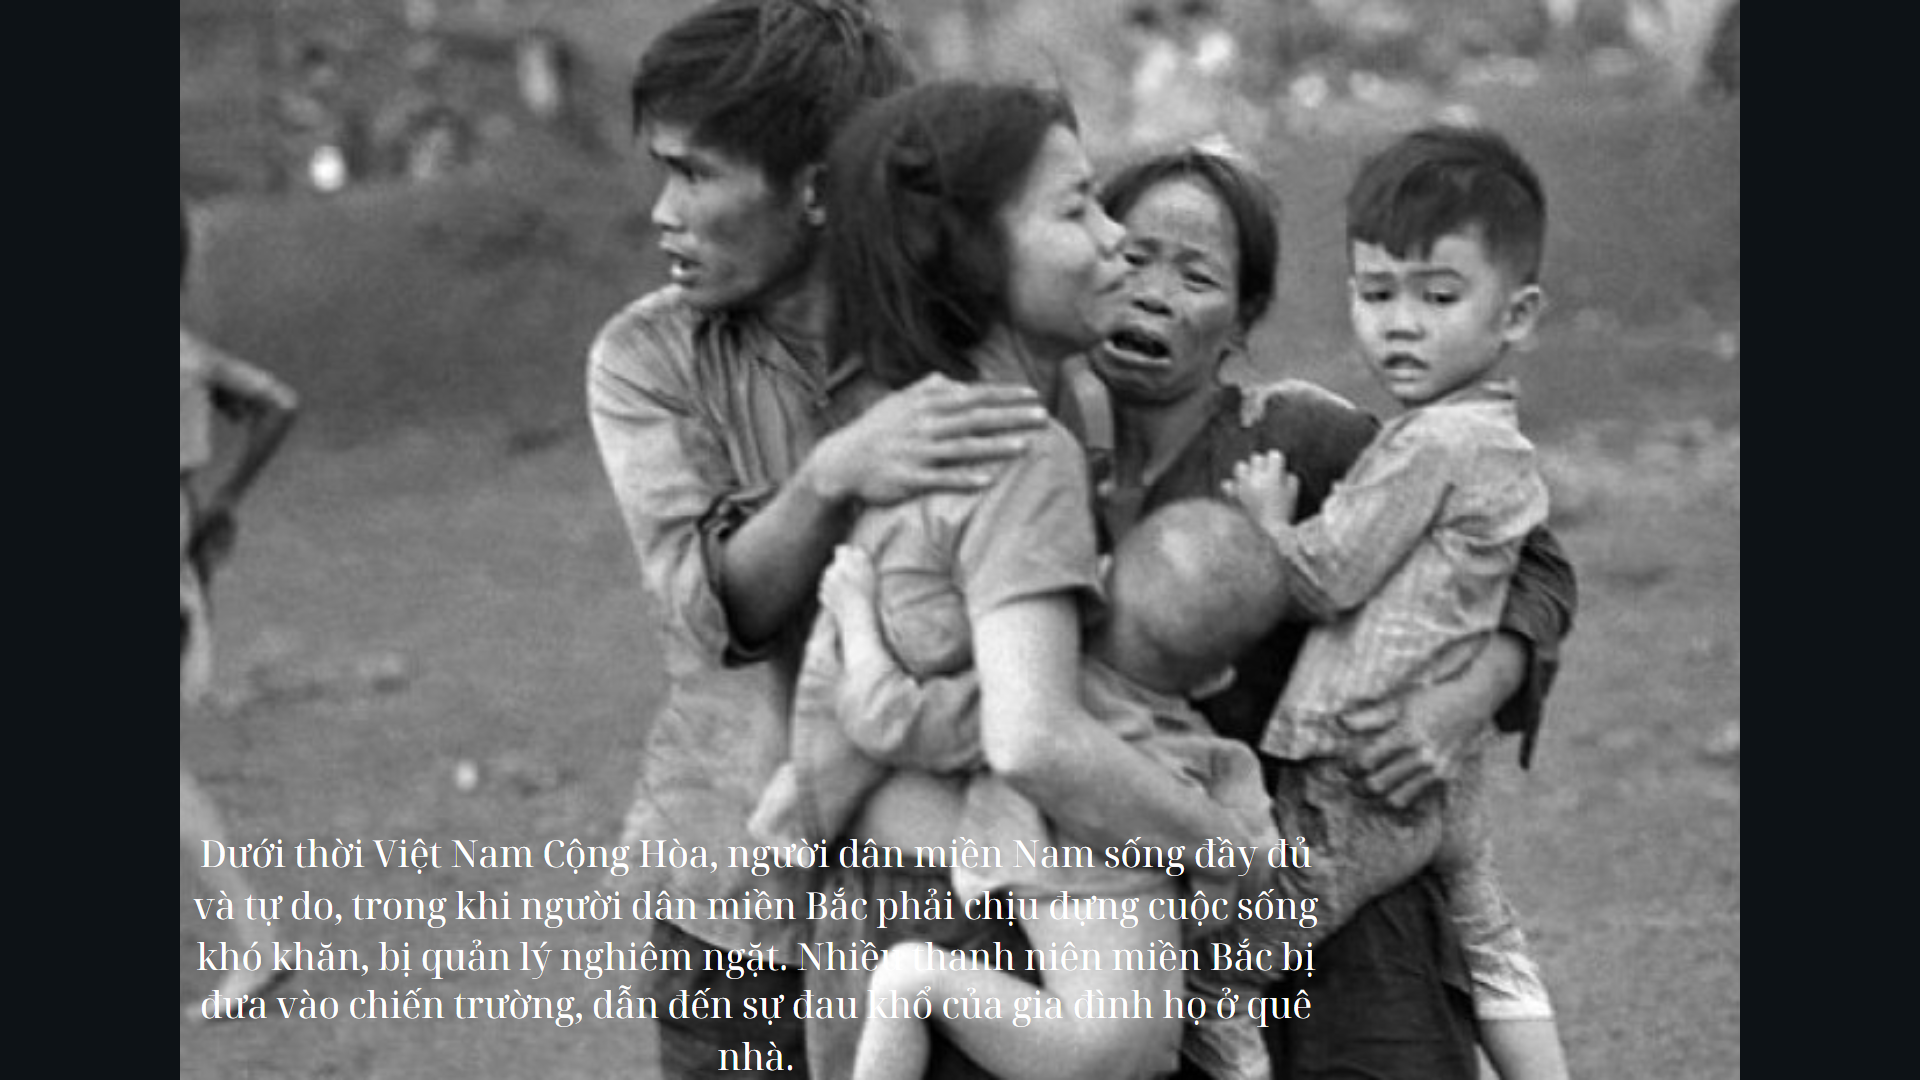 Dưới thời Việt Nam Cộng Hòa, người dân miền Nam sống đầy đủ
và tự do, trong khi người dân miền Bắc phải chịu đựng cuộc sống
khó khăn, bị quản lý nghiêm ngặt. Nhiều thanh niên miền Bắc bị
đưa vào chiến trường, dẫn đến sự đau khổ của gia đình họ ở quê
nhà.